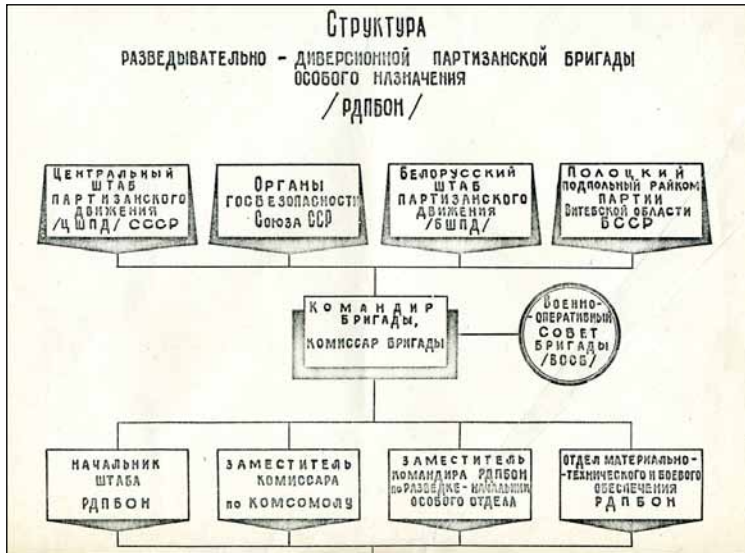 Структура
РАЗВЕДЫВАТЕЛЬНО - ДИВЕРСИОННОЙ ПАРТИЗАНСКОЙ БРИГАДЫ
ОСОБОГО НАЗНАЧЕНИЯ
/РДПБОН/
ЦЕНТРАЛЬНЫЙ
ШТАБ
ПАРТИЗАНСКОГО
ДВИЖЕНИЯ
/ЦШПД/ СССР
ОРГАНЫ
ГОСБЕЗОПАСНОСТИ
СОЮЗА ССР
БЕЛОРУССКИЙ
ШТАБ
ПАРТИЗАНСКОГО
ДВИЖЕНИЯ
/БШПД/
ПОЛОЦКИЙ
ПОДПОЛЬНЫЙ РАЙКОМ
ПАРТИИ
ВИТЕБСКОЙ ОБЛАСТИ
БССР
КОМАНДИР
БРИГАДЫ,
КОМИССАР БРИГАДЫ
ВОЕННО-
ОПЕРАТИВНЫЙ
СОВЕТ
БРИГАДЫ
/ВОСБ/
НАЧАЛЬНИК
ШТАБА
РДПБОН
ЗАМЕСТИТЕЛЬ
КОМИССАРА
ПО КОМСОМОЛУ
ЗАМЕСТИТЕЛЬ
КОМАНДИРА РДПБОН
ПО РАЗВЕДКЕ-НАЧАЛЬНИК
ОСОБОГО ОТДЕЛА
ОТДЕЛ МАТЕРИАЛЬНО-
-ТЕХНИЧЕСКОГО И БОЕВОГО
ОБЕСПЕЧЕНИЯ
РДПБОН